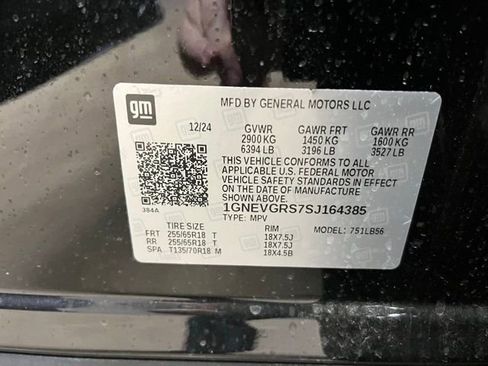 gm
MFD BY GENERAL MOTORS LLC
12/24 GVWR GAWR FRT GAWR RR
2900 KG 1450 KG 1600 KG
6394 LB 3196 LB 3527 LB
THIS VEHICLE CONFORMS TO ALL
APPLICABLE U.S. FEDERAL MOTOR
VEHICLE SAFETY STANDARDS IN EFFECT
ON THE DATE OF MANUFACTURE SHOWN ABOVE.
384A 1GNEVGRS7SJ164385
TYPE: MPV MODEL: 751LB56
TIRE SIZE RIM
FRT 255/65R18 T 18X7.5J
RR 255/65R18 T 18X7.5J
SPA T135/70R18 M 18X4.5B